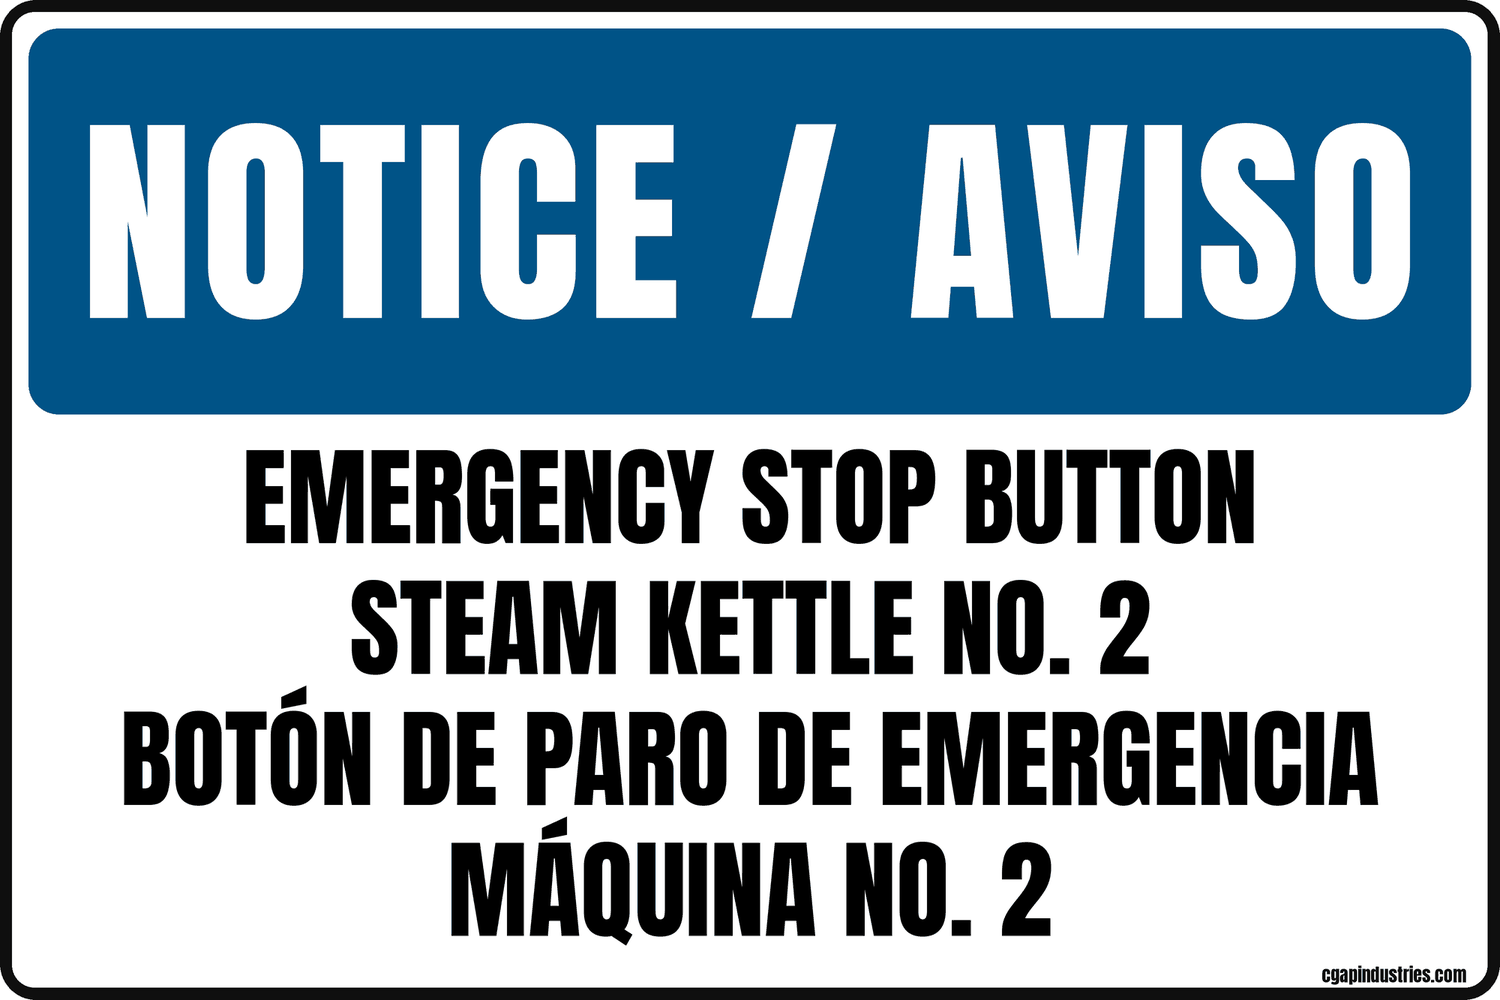 NOTICE / AVISO
EMERGENCY STOP BUTTON
STEAM KETTLE NO. 2
BOTÓN DE PARO DE EMERGENCIA
MÁQUINA NO. 2
cgapindustries.com